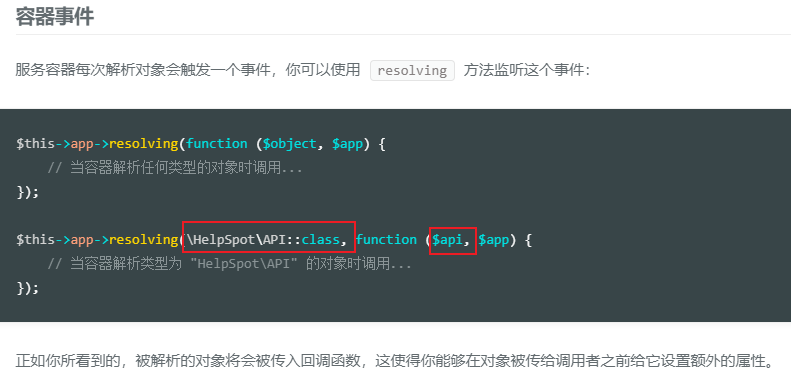 容器事件
服务容器每次解析对象会触发一个事件，你可以使用 resolving 方法监听这个事件：
$this->app->resolving(function ($object, $app) {
// 当容器解析任何类型的对象时调用...
});
$this->app->resolving(\HelpSpot\API::class, function ($api, $app) {
// 当容器解析类型为 "HelpSpot\API" 的对象时调用...
});
正如你所看到的，被解析的对象将会被传入回调函数，这使得你能够在对象被传给调用者之前给它设置额外的属性。